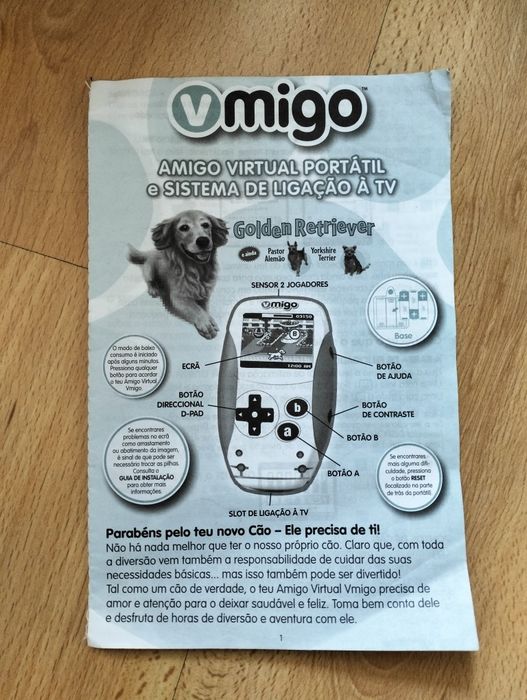 vmigo™
AMIGO VIRTUAL PORTÁTIL
e SISTEMA DE LIGAÇÃO À TV
Golden Retriever
e ainda
Pastor
Alemão
Yorkshire
Terrier
SENSOR 2 JOGADORES
vmigo
03150
12:00 AM
Base
O modo de baixo
consumo é iniciado
após alguns minutos.
Pressiona qualquer
botão para acordar
o teu Amigo Virtual
Vmigo.
ECRÃ
BOTÃO
DIRECCIONAL
D-PAD
BOTÃO
DE AJUDA
BOTÃO
DE CONTRASTE
b
a
BOTÃO B
BOTÃO A
Se encontrares
problemas no ecrã
como arrastamento
ou abatimento da imagem,
é sinal de que pode ser
necessário trocar as pilhas.
Consulta o
GUIA DE INSTALAÇÃO
para obter mais
informações.
Se encontrares
mais alguma difi-
culdade, pressiona
o botão RESET
(localizado na parte
de trás da portátil).
SLOT DE LIGAÇÃO À TV
Parabéns pelo teu novo Cão – Ele precisa de ti!
Não há nada melhor que ter o nosso próprio cão. Claro que, com toda
a diversão vem também a responsabilidade de cuidar das suas
necessidades básicas... mas isso também pode ser divertido!
Tal como um cão de verdade, o teu Amigo Virtual Vmigo precisa de
amor e atenção para o deixar saudável e feliz. Toma bem conta dele
e desfruta de horas de diversão e aventura com ele.
1